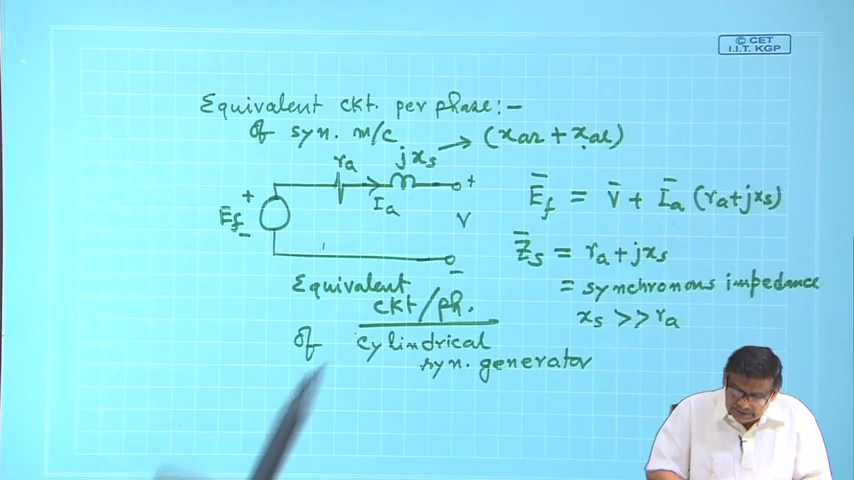 © CET
I.I.T. KGP
Equivalent ckt. per phase:-
of syn. m/c.
jxs → (xar + xal)
ra
+
Ia
+
Ēf
-
V
-
Ēf = V̄ + Īa (ra+jxs)
Z̄s = ra+jxs
= synchronous impedance
xs >> ra
Equivalent
ckt/ph.
of cylindrical
syn. generator